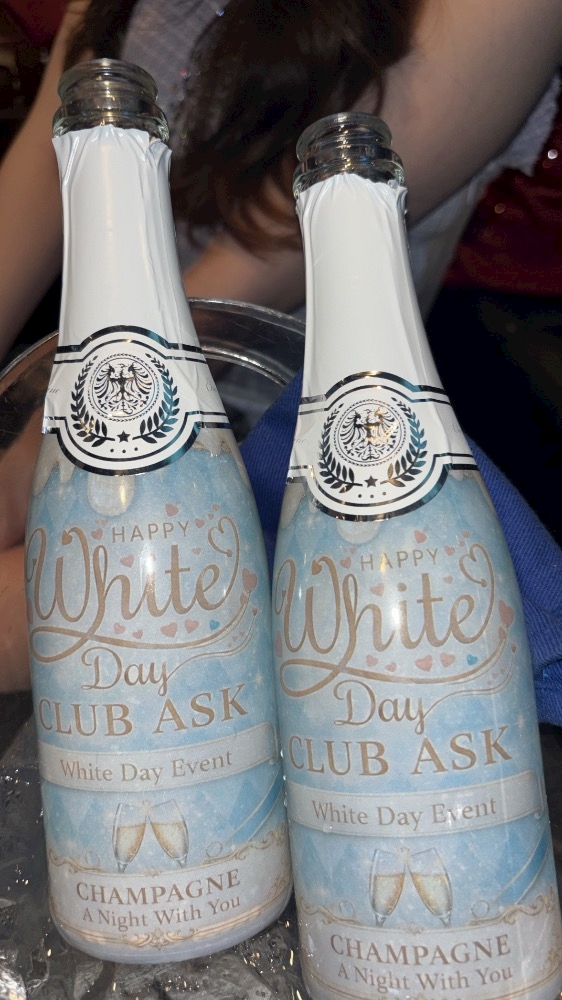 HAPPY
White
Day
CLUB ASK
White Day Event
CHAMPAGNE
A Night With You
HAPPY
White
Day
CLUB ASK
White Day Event
CHAMPAGNE
A Night With You